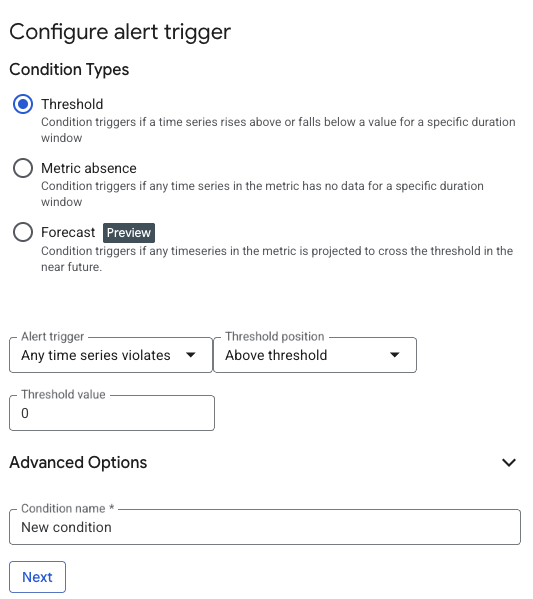 Configure alert trigger
Condition Types
Threshold
Condition triggers if a time series rises above or falls below a value for a specific duration
window
Metric absence
Condition triggers if any time series in the metric has no data for a specific duration
window
Forecast Preview
Condition triggers if any timeseries in the metric is projected to cross the threshold in the
near future.
Alert trigger Threshold position
Any time series violates Above threshold
Threshold value
0
Advanced Options
Condition name *
New condition
Next